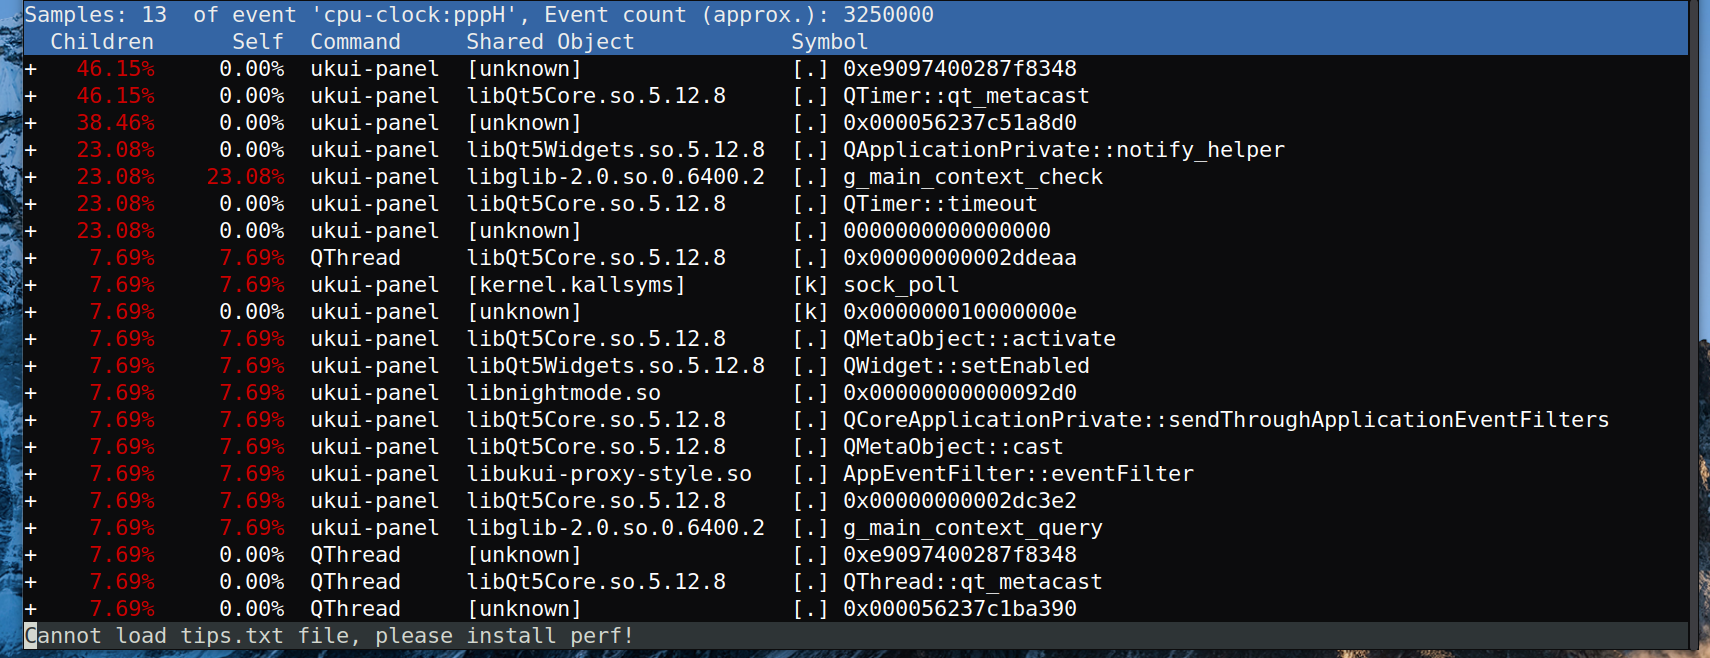 Samples: 13  of event 'cpu-clock:pppH', Event count (approx.): 3250000
  Children      Self  Command    Shared Object            Symbol
+   46.15%     0.00%  ukui-panel  [unknown]                [.] 0xe9097400287f8348
+   46.15%     0.00%  ukui-panel  libQt5Core.so.5.12.8     [.] QTimer::qt_metacast
+   38.46%     0.00%  ukui-panel  [unknown]                [.] 0x000056237c51a8d0
+   23.08%     0.00%  ukui-panel  libQt5Widgets.so.5.12.8  [.] QApplicationPrivate::notify_helper
+   23.08%    23.08%  ukui-panel  libglib-2.0.so.0.6400.2  [.] g_main_context_check
+   23.08%     0.00%  ukui-panel  libQt5Core.so.5.12.8     [.] QTimer::timeout
+   23.08%     0.00%  ukui-panel  [unknown]                [.] 0000000000000000
+    7.69%     7.69%  QThread     libQt5Core.so.5.12.8     [.] 0x00000000002ddeaa
+    7.69%     7.69%  ukui-panel  [kernel.kallsyms]        [k] sock_poll
+    7.69%     0.00%  ukui-panel  [unknown]                [k] 0x000000010000000e
+    7.69%     7.69%  ukui-panel  libQt5Core.so.5.12.8     [.] QMetaObject::activate
+    7.69%     7.69%  ukui-panel  libQt5Widgets.so.5.12.8  [.] QWidget::setEnabled
+    7.69%     7.69%  ukui-panel  libnightmode.so          [.] 0x00000000000092d0
+    7.69%     7.69%  ukui-panel  libQt5Core.so.5.12.8     [.] QCoreApplicationPrivate::sendThroughApplicationEventFilters
+    7.69%     7.69%  ukui-panel  libQt5Core.so.5.12.8     [.] QMetaObject::cast
+    7.69%     7.69%  ukui-panel  libukui-proxy-style.so   [.] AppEventFilter::eventFilter
+    7.69%     7.69%  ukui-panel  libQt5Core.so.5.12.8     [.] 0x00000000002dc3e2
+    7.69%     7.69%  ukui-panel  libglib-2.0.so.0.6400.2  [.] g_main_context_query
+    7.69%     0.00%  QThread     [unknown]                [.] 0xe9097400287f8348
+    7.69%     0.00%  QThread     libQt5Core.so.5.12.8     [.] QThread::qt_metacast
+    7.69%     0.00%  QThread     [unknown]                [.] 0x000056237c1ba390
Cannot load tips.txt file, please install perf!